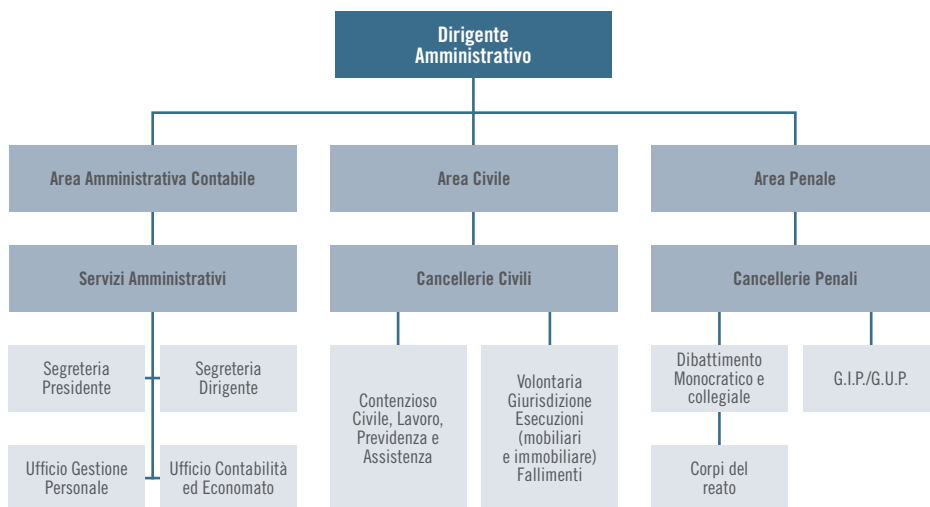 Dirigente
Amministrativo
Area Amministrativa Contabile
Area Civile
Area Penale
Servizi Amministrativi
Cancellerie Civili
Cancellerie Penali
Segreteria
Presidente
Segreteria
Dirigente
Contenzioso
Civile, Lavoro,
Previdenza e
Assistenza
Volontaria
Giurisdizione
Esecuzioni
(mobiliari
e immobiliare)
Fallimenti
Dibattimento
Monocratico e
collegiale
G.I.P./G.U.P.
Ufficio Gestione
Personale
Ufficio Contabilità
ed Economato
Corpi del
reato